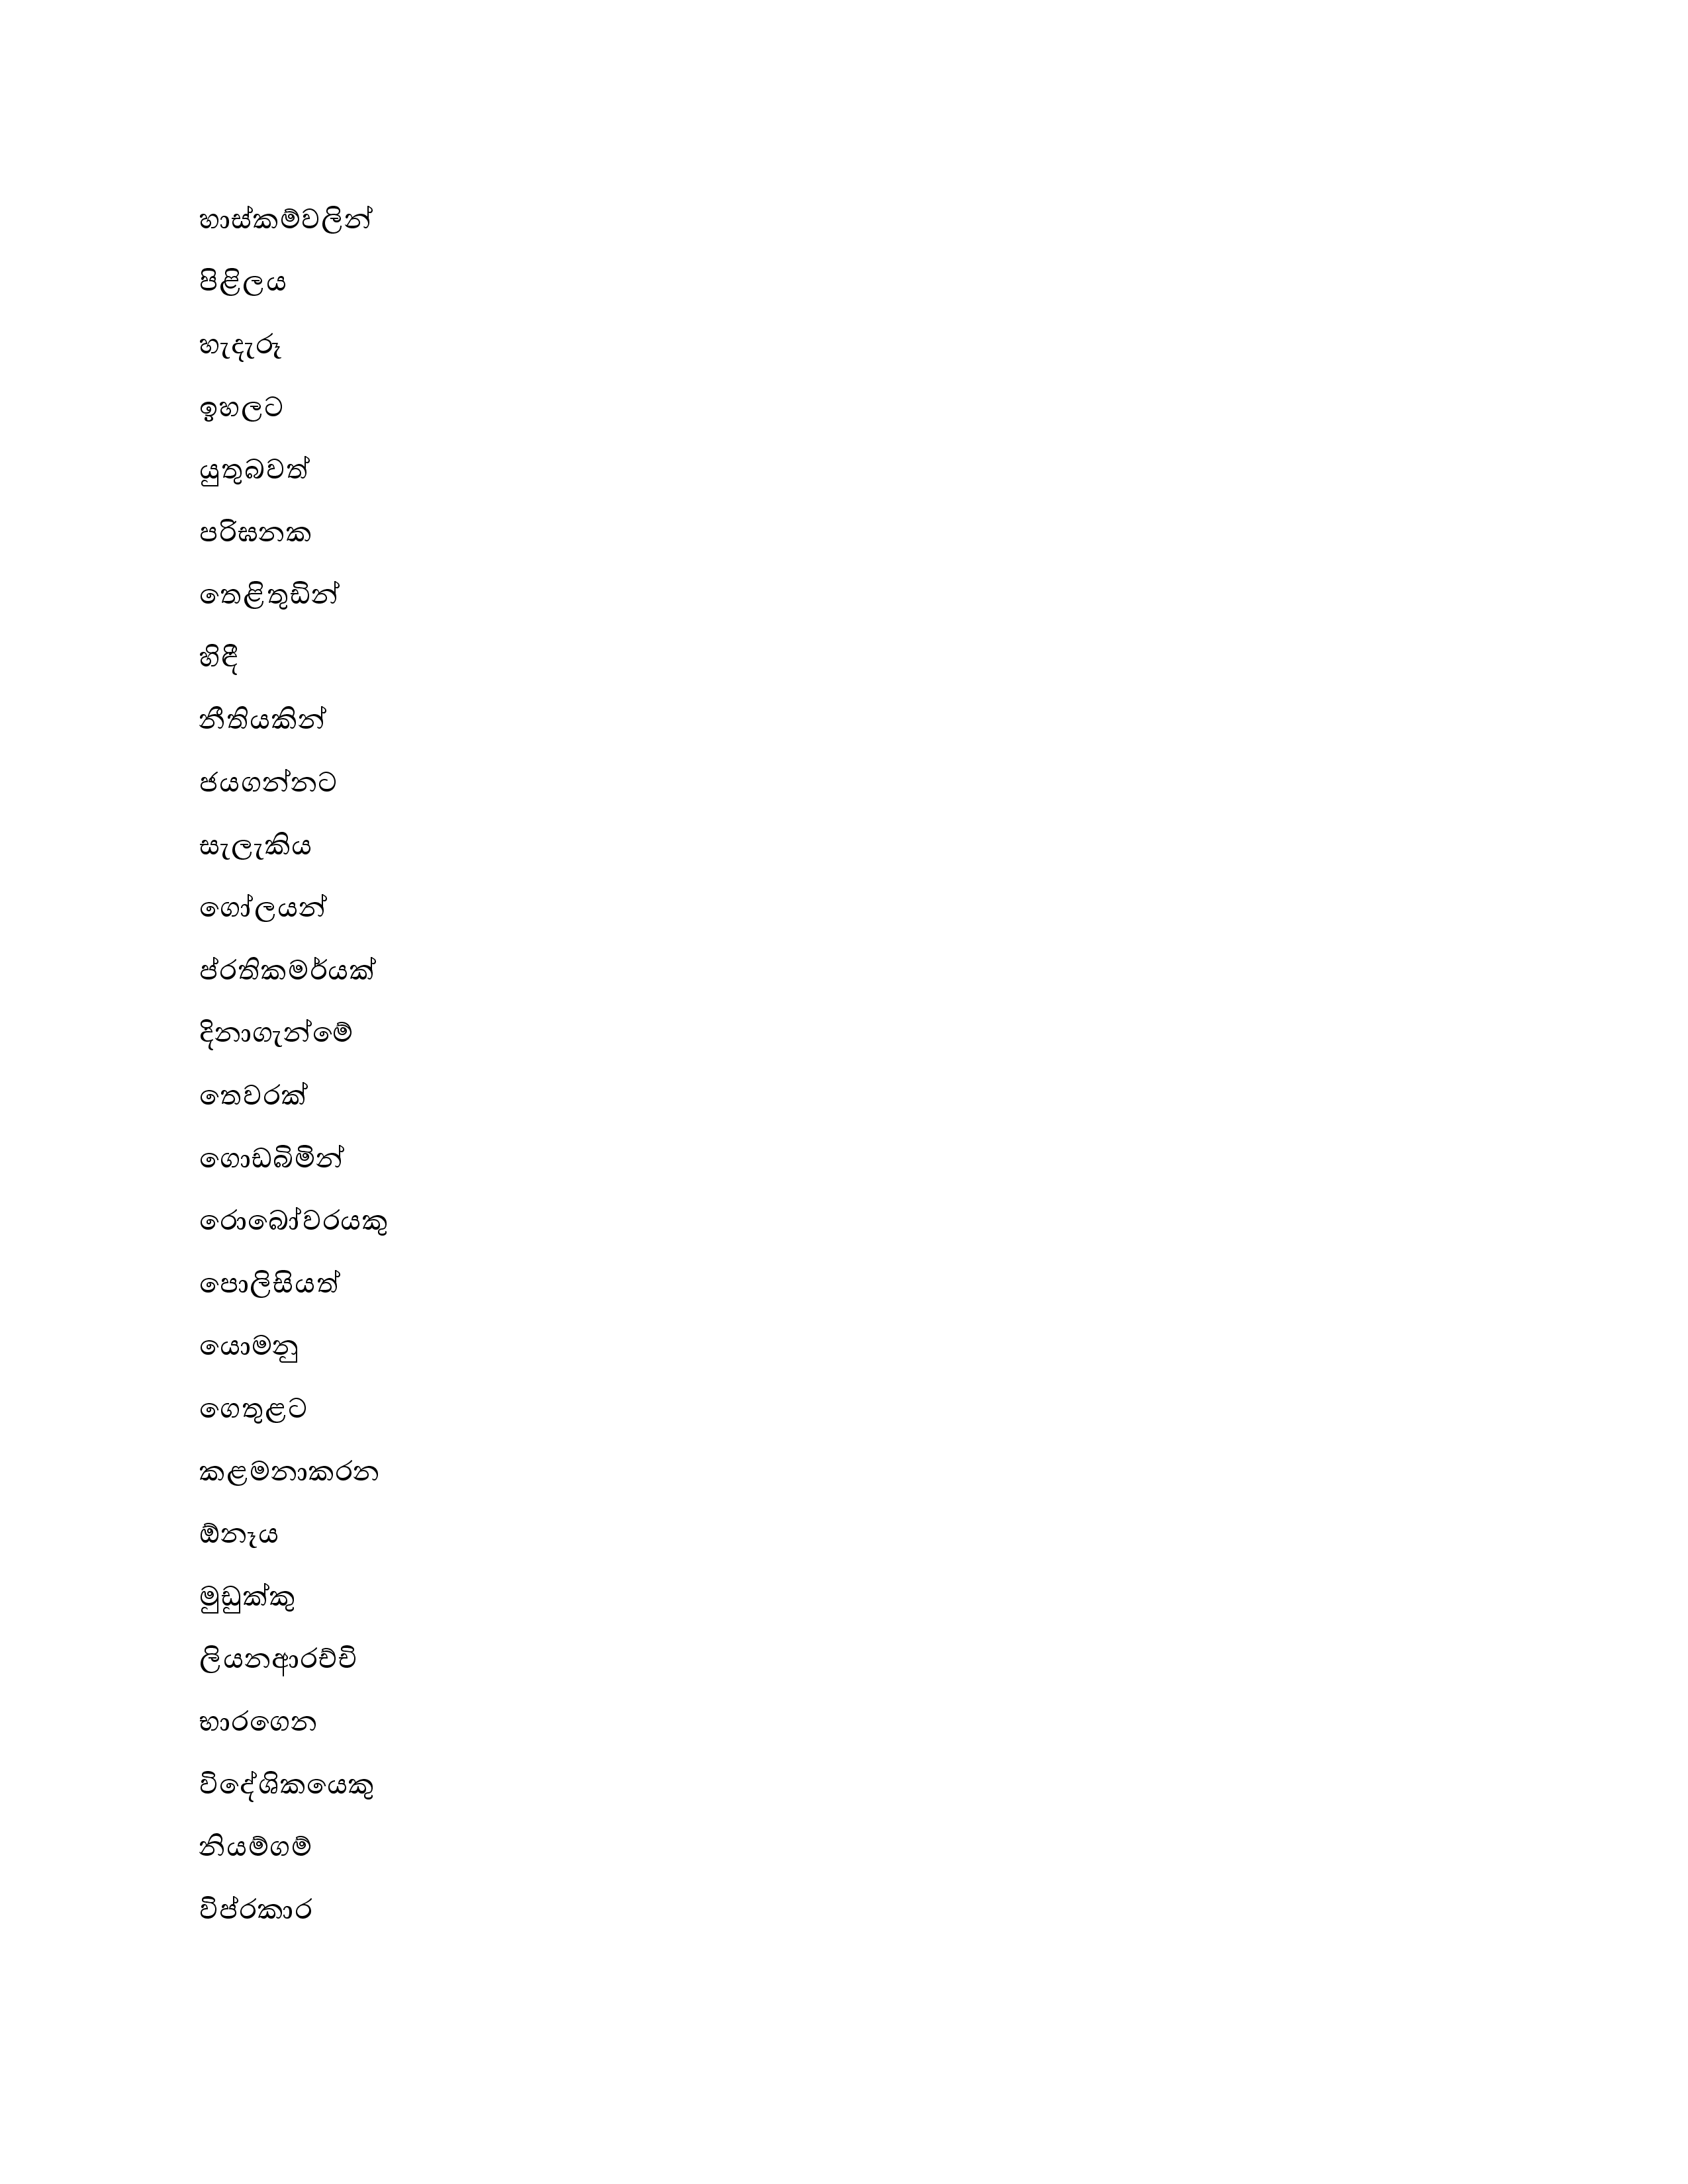 හාස්කම්වලින්
පිළිලය
හැදැරූ
ඉහලට
යුතුබවත්
පරිඝනක
තෙළිතුඩින්
හිඳී
නීතියකින්
ජයගන්නට
සැලැකිය
ගෝලයන්
ප්රතිකමර්යක්
දිනාගැන්මේ
තෙවරක්
ගොඩබිමින්
රොබෝවරයකු
පොලිසියත්
යොමනු
ගෙතුළට
කළමනාකරන
ඕනෑය
මුඩුක්කු
ලියනආරච්චි
භාරගෙන
විදේශිකයෙකු
නියම්ගම්
විප්රකාර